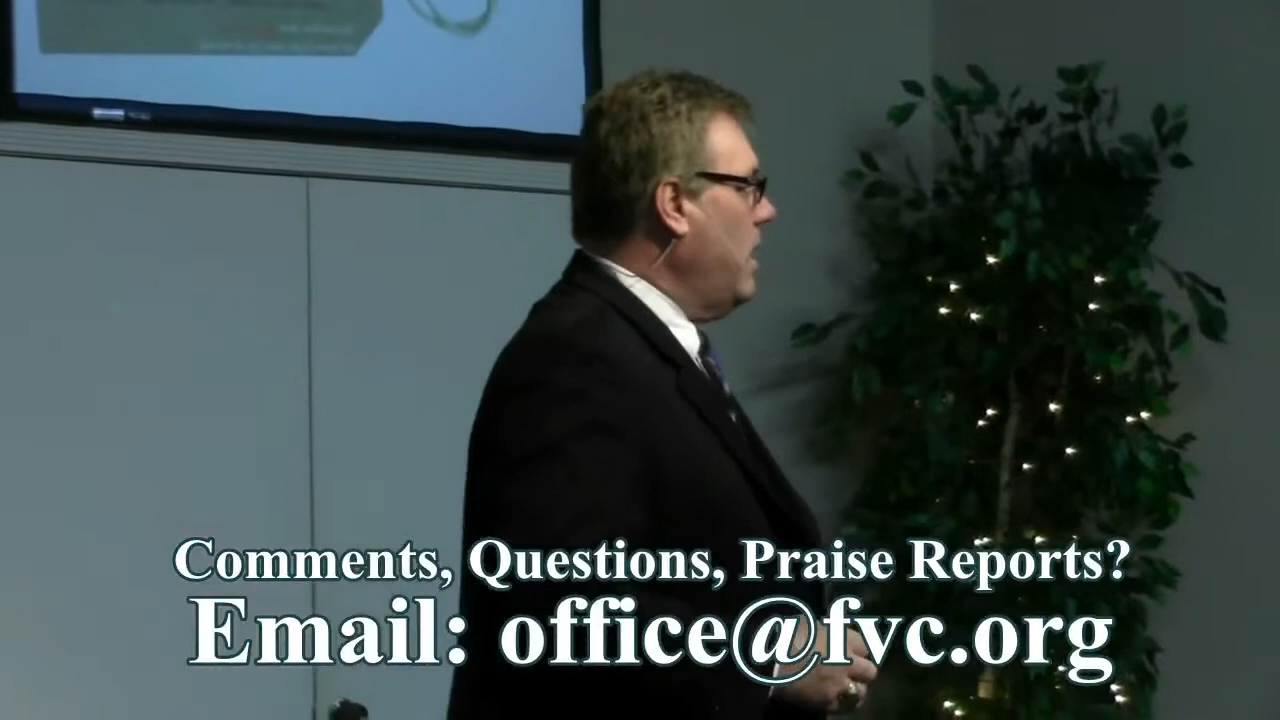 Comments, Questions, Praise Reports?
Email: office@fvc.org